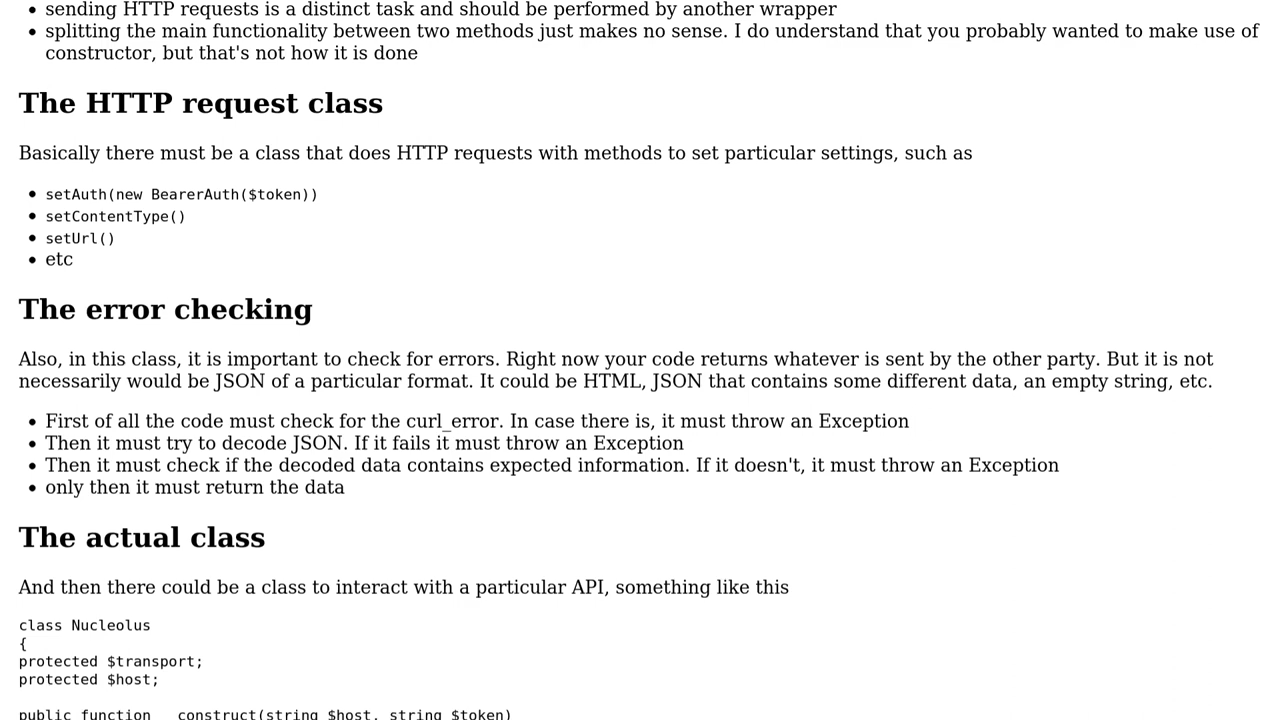 sending HTTP requests is a distinct task and should be performed by another wrapper
splitting the main functionality between two methods just makes no sense. I do understand that you probably wanted to make use of
constructor, but that's not how it is done
The HTTP request class
Basically there must be a class that does HTTP requests with methods to set particular settings, such as
setAuth(new BearerAuth($token))
setContentType()
setUrl()
etc
The error checking
Also, in this class, it is important to check for errors. Right now your code returns whatever is sent by the other party. But it is not
necessarily would be JSON of a particular format. It could be HTML, JSON that contains some different data, an empty string, etc.
First of all the code must check for the curl_error. In case there is, it must throw an Exception
Then it must try to decode JSON. If it fails it must throw an Exception
Then it must check if the decoded data contains expected information. If it doesn't, it must throw an Exception
only then it must return the data
The actual class
And then there could be a class to interact with a particular API, something like this
class Nucleolus
{
protected $transport;
protected $host;
public function __construct(string $host, string $token)